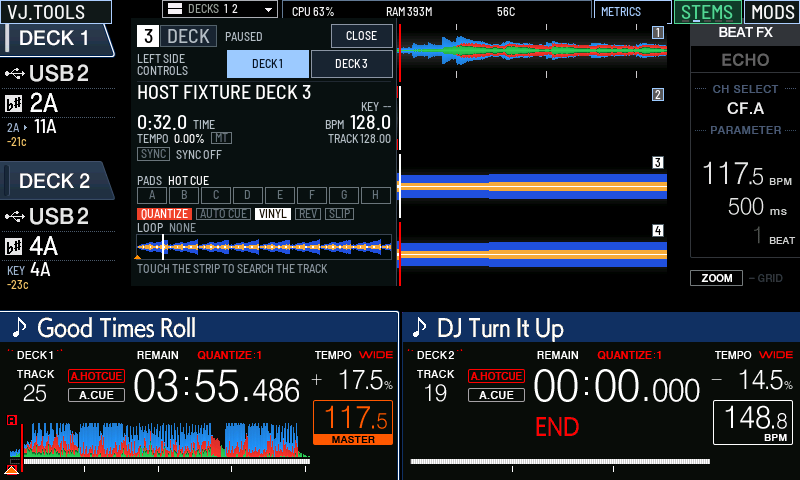 VJ.TOOLS
DECKS 1 2
CPU 63%
RAM 393M
56C
METRICS
STEMS
MODS
DECK 1
USB 2
2A
2A 11A
-21c
DECK 2
USB 2
4A
KEY 4A
-23c
3 DECK PAUSED
CLOSE
LEFT SIDE CONTROLS
DECK 1
DECK 3
HOST FIXTURE DECK 3
KEY --
0:32.0 TIME
BPM 128.0
TEMPO 0.00% MT
TRACK 128.00
SYNC SYNC OFF
PADS HOT CUE
A B C D E F G H
QUANTIZE AUTO CUE VINYL REV SLIP
LOOP NONE
TOUCH THE STRIP TO SEARCH THE TRACK
1
2
3
4
BEAT FX
ECHO
CH SELECT
CF.A
PARAMETER
117.5 BPM
500 ms
1 BEAT
ZOOM - GRID
Good Times Roll
DECK1
REMAIN
QUANTIZE:1
TEMPO WIDE
TRACK
25
A.HOTCUE
A.CUE
03:55.486
+ 17.5%
117.5
MASTER
DJ Turn It Up
DECK2
REMAIN
QUANTIZE:1
TEMPO WIDE
TRACK
19
A.HOTCUE
A.CUE
00:00.000
- 14.5%
END
148.8
BPM